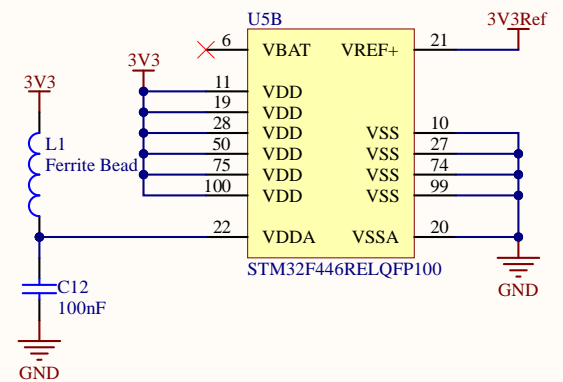 U5B
3V3Ref
6 VBAT VREF+ 21
3V3
11 VDD
3V3
19 VDD
28 VDD VSS 10
L1
50 VDD VSS 27
Ferrite Bead
75 VDD VSS 74
100 VDD VSS 99
22 VDDA VSSA 20
STM32F446RELQFP100
C12
GND
100nF
GND